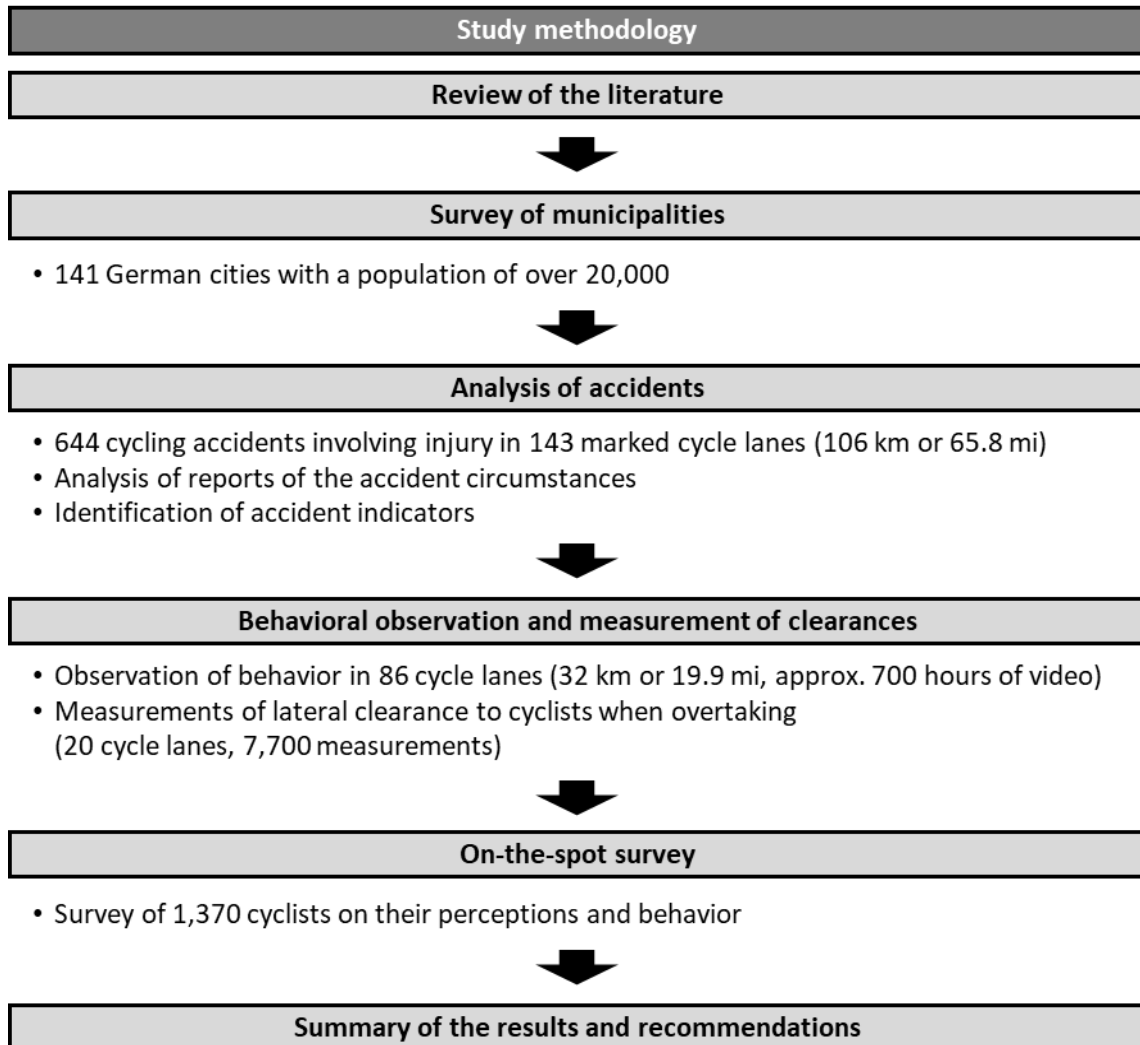 Study methodology
Review of the literature
Survey of municipalities
• 141 German cities with a population of over 20,000
Analysis of accidents
• 644 cycling accidents involving injury in 143 marked cycle lanes (106 km or 65.8 mi)
• Analysis of reports of the accident circumstances
• Identification of accident indicators
Behavioral observation and measurement of clearances
• Observation of behavior in 86 cycle lanes (32 km or 19.9 mi, approx. 700 hours of video)
• Measurements of lateral clearance to cyclists when overtaking
(20 cycle lanes, 7,700 measurements)
On-the-spot survey
• Survey of 1,370 cyclists on their perceptions and behavior
Summary of the results and recommendations